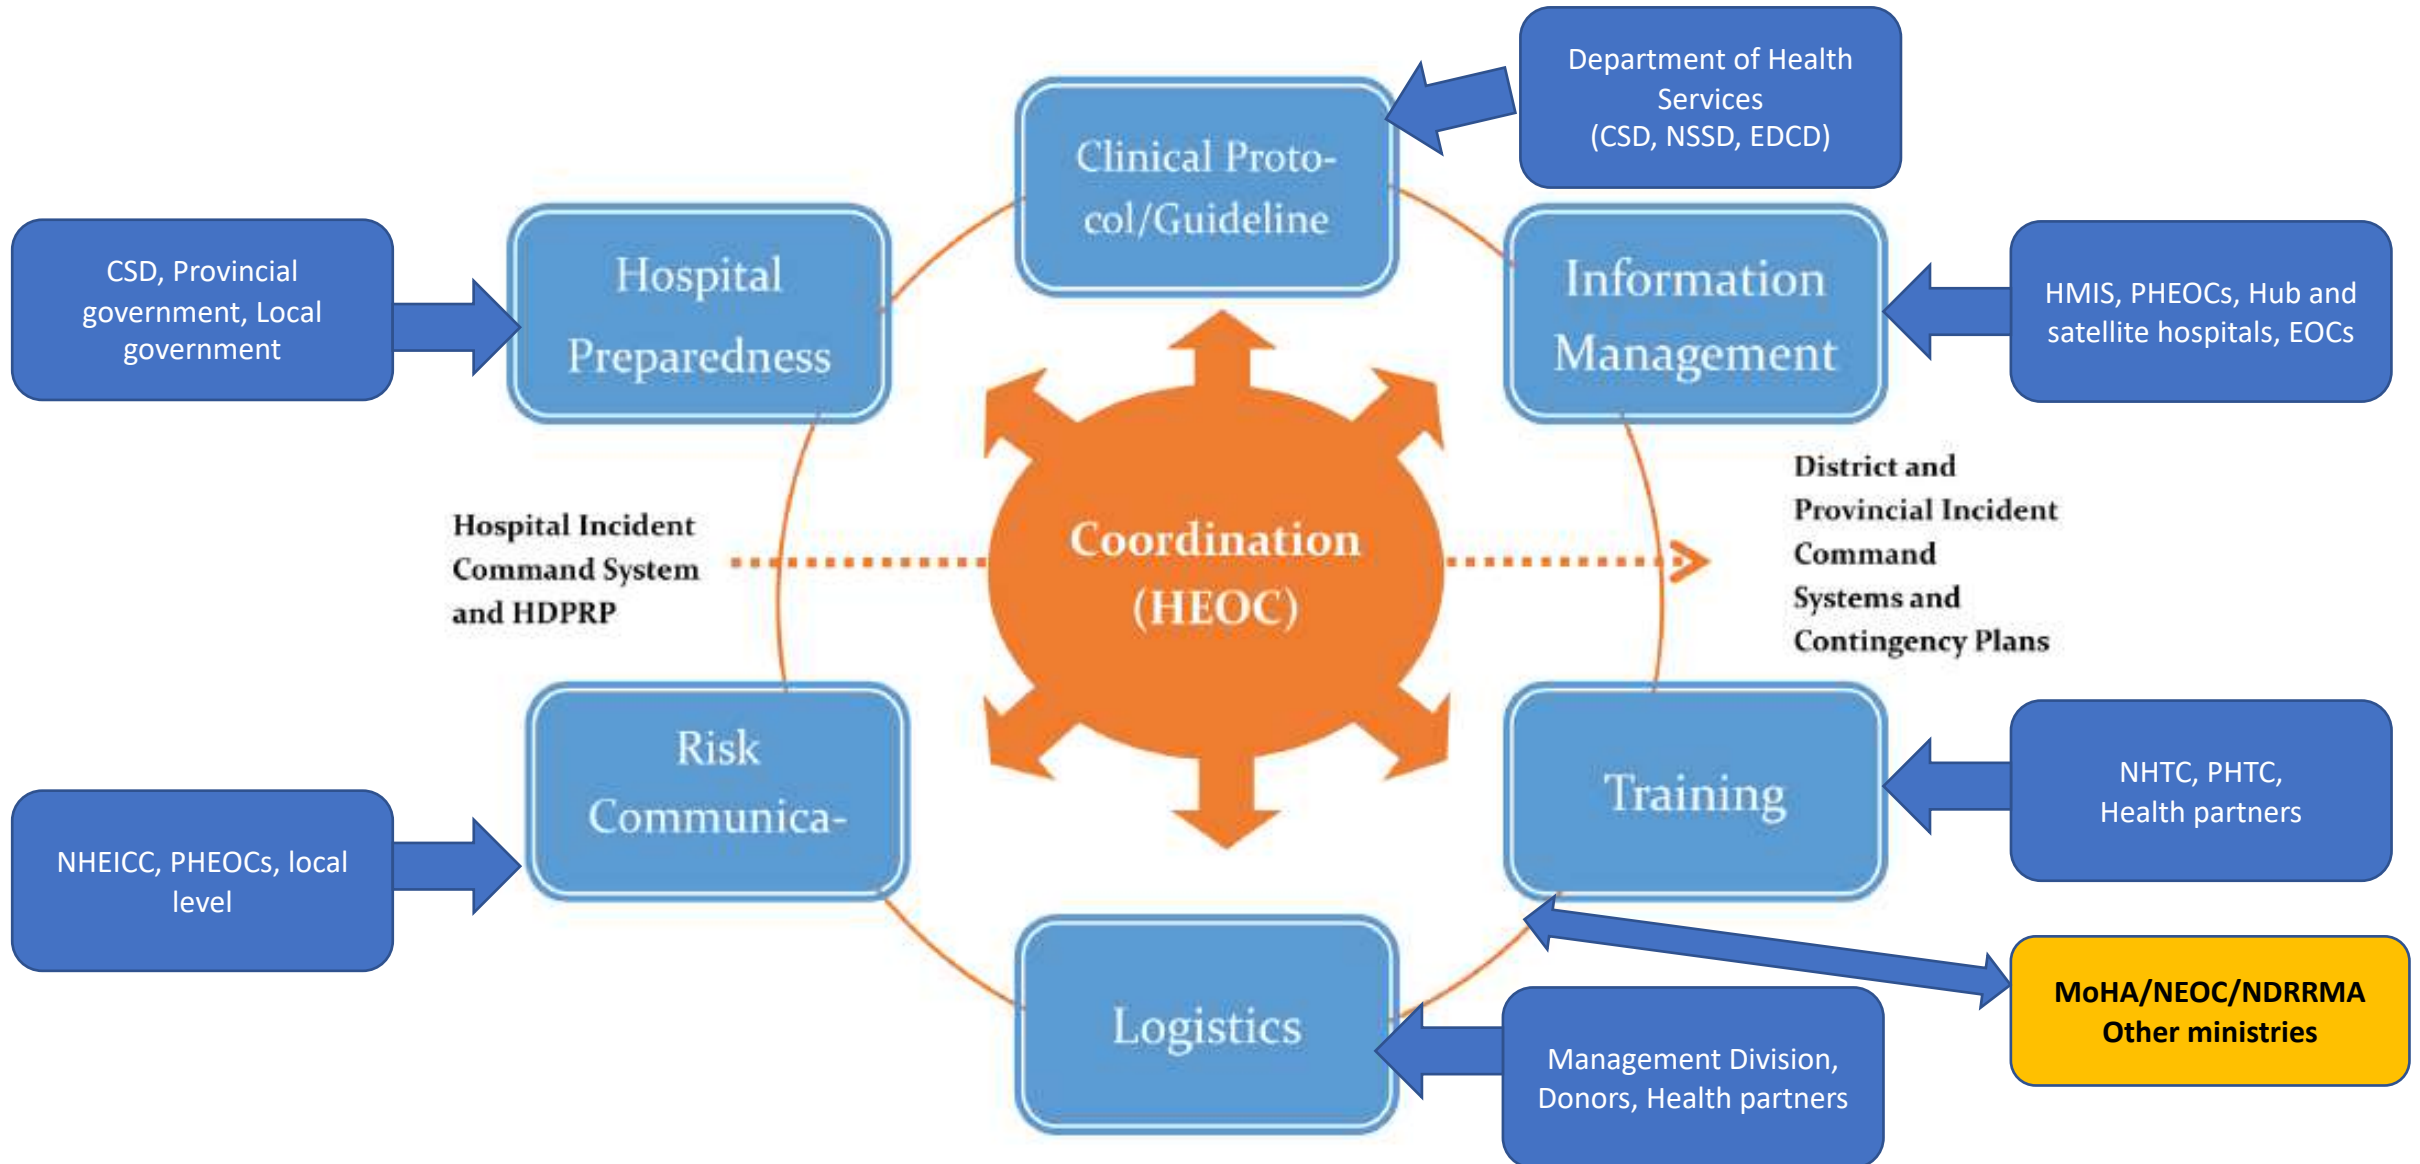 Department of Health
Services
(CSD, NSSD, EDCD)
Clinical Proto-
col/Guideline
CSD, Provincial
government, Local
government
Hospital
Preparedness
Information
Management
HMIS, PHEOCs, Hub and
satellite hospitals, EOCs
Hospital Incident
Command System
and HDPRP
Coordination
(HEOC)
District and
Provincial Incident
Command
Systems and
Contingency Plans
NHEICC, PHEOCs, local
level
Risk
Communica-
Training
NHTC, PHTC,
Health partners
Logistics
Management Division,
Donors, Health partners
MoHA/NEOC/NDRRMA
Other ministries